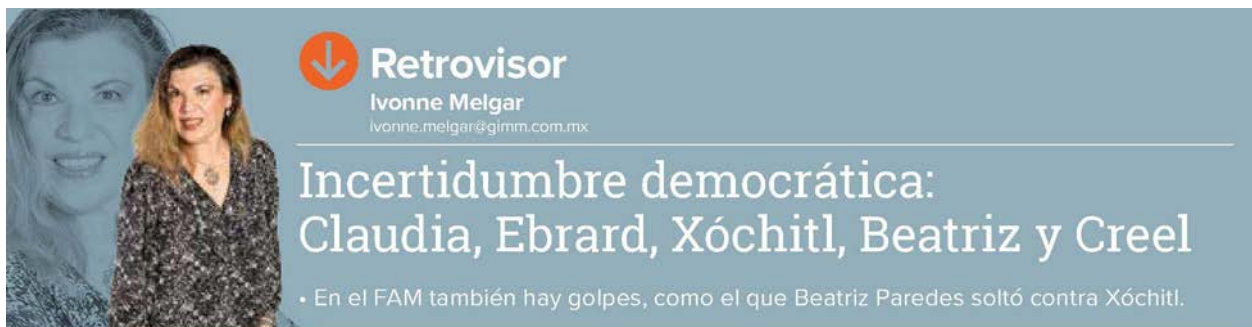 Retrovisor
Ivonne Melgar
ivonne.melgar@gimm.com.mx
Incertidumbre democrática:
Claudia, Ebrard, Xóchitl, Beatriz y Creel
• En el FAM también hay golpes, como el que Beatriz Paredes soltó contra Xóchitl.